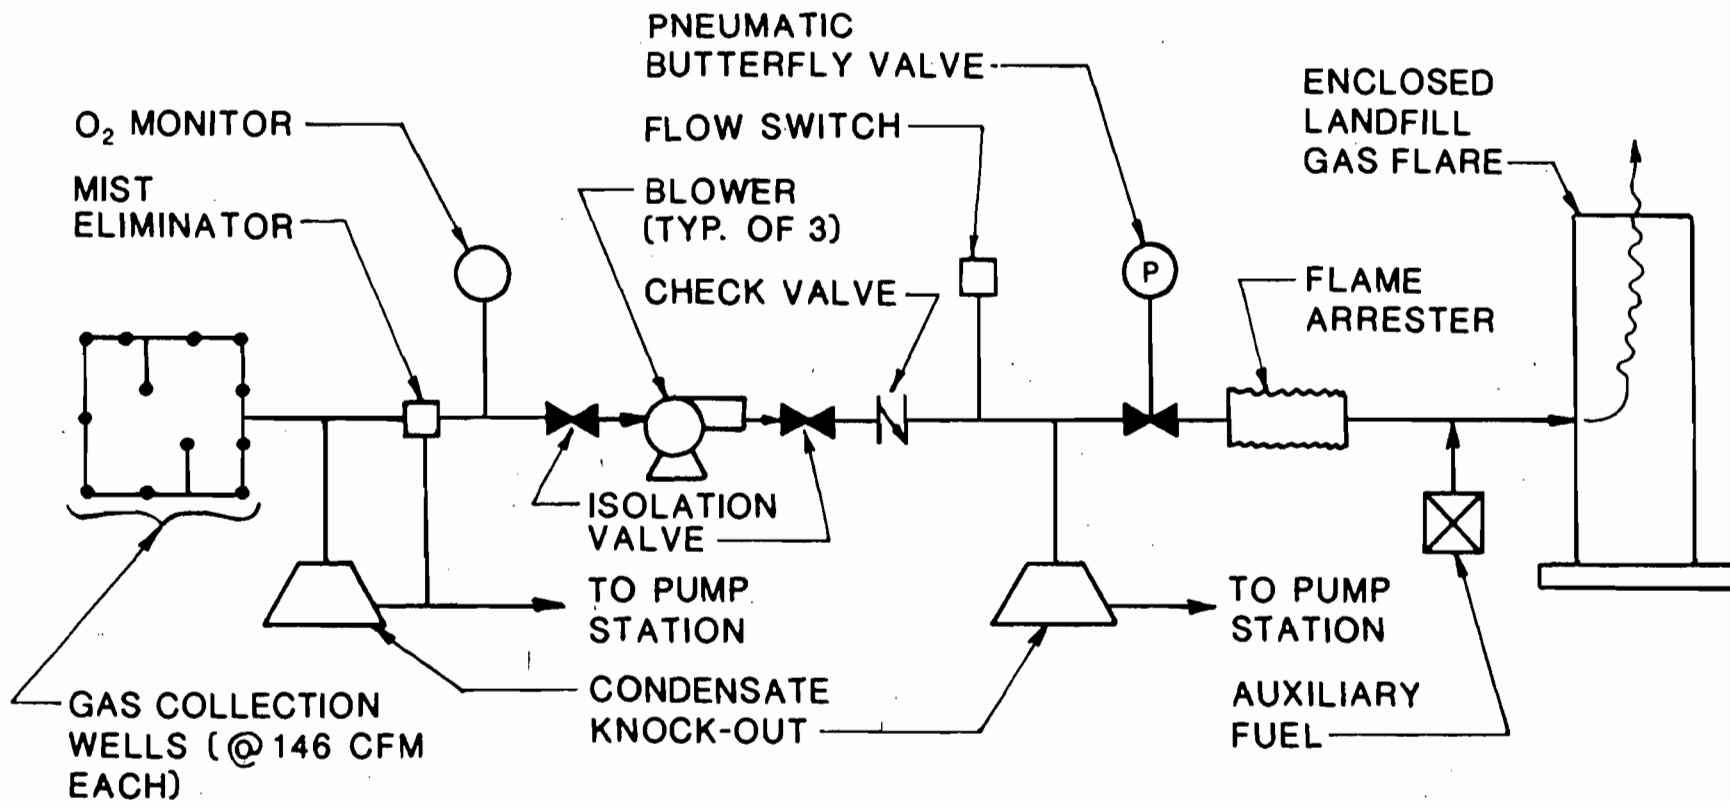 PNEUMATIC
BUTTERFLY VALVE
O₂ MONITOR
FLOW SWITCH
ENCLOSED
LANDFILL
GAS FLARE
MIST
ELIMINATOR
BLOWER
(TYP. OF 3)
CHECK VALVE
P
FLAME
ARRESTER
ISOLATION
VALVE
TO PUMP
STATION
TO PUMP
STATION
GAS COLLECTION
WELLS (@ 146 CFM
EACH)
CONDENSATE
KNOCK-OUT
AUXILIARY
FUEL